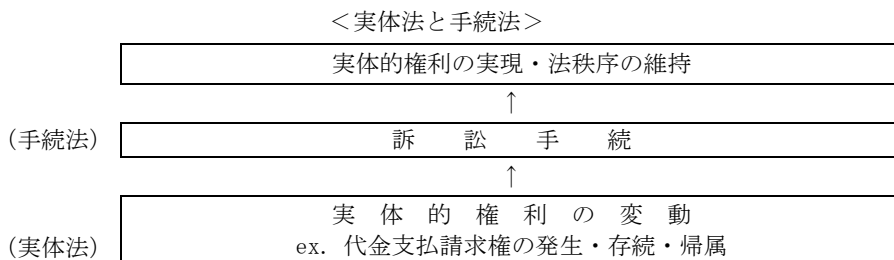 ＜実体法と手続法＞
実体的権利の実現・法秩序の維持
↑
（手続法） 訴　訟　手　続
↑
実　体　的　権　利　の　変　動
（実体法） ex. 代金支払請求権の発生・存続・帰属